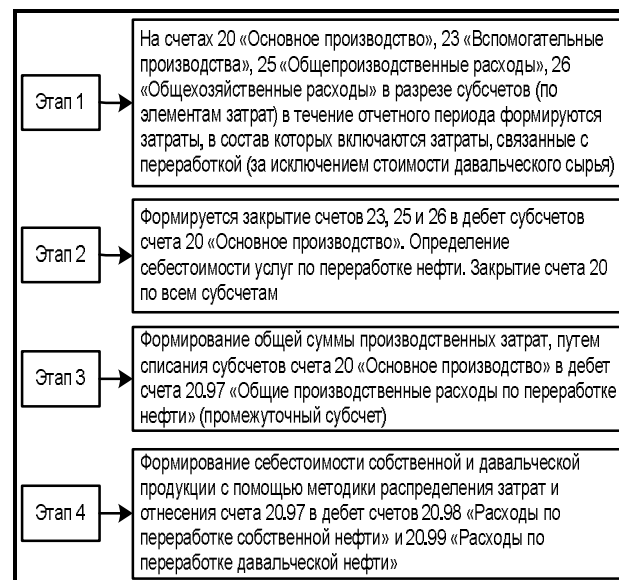 Этап 1
На счетах 20 «Основное производство», 23 «Вспомогательные
производства», 25 «Общепроизводственные расходы», 26
«Общехозяйственные расходы» в разрезе субсчетов (по
элементам затрат) в течение отчетного периода формируются
затраты, в состав которых включаются затраты, связанные с
переработкой (за исключением стоимости давальческого сырья)
Этап 2
Формируется закрытие счетов 23, 25 и 26 в дебет субсчетов
счета 20 «Основное производство». Определение
себестоимости услуг по переработке нефти. Закрытие счета 20
по всем субсчетам
Этап 3
Формирование общей суммы производственных затрат, путем
списания субсчетов счета 20 «Основное производство» в дебет
счета 20.97 «Общие производственные расходы по переработке
нефти» (промежуточный субсчет)
Этап 4
Формирование себестоимости собственной и давальческой
продукции с помощью методики распределения затрат и
отнесения счета 20.97 в дебет счетов 20.98 «Расходы по
переработке собственной нефти» и 20.99 «Расходы по
переработке давальческой нефти»